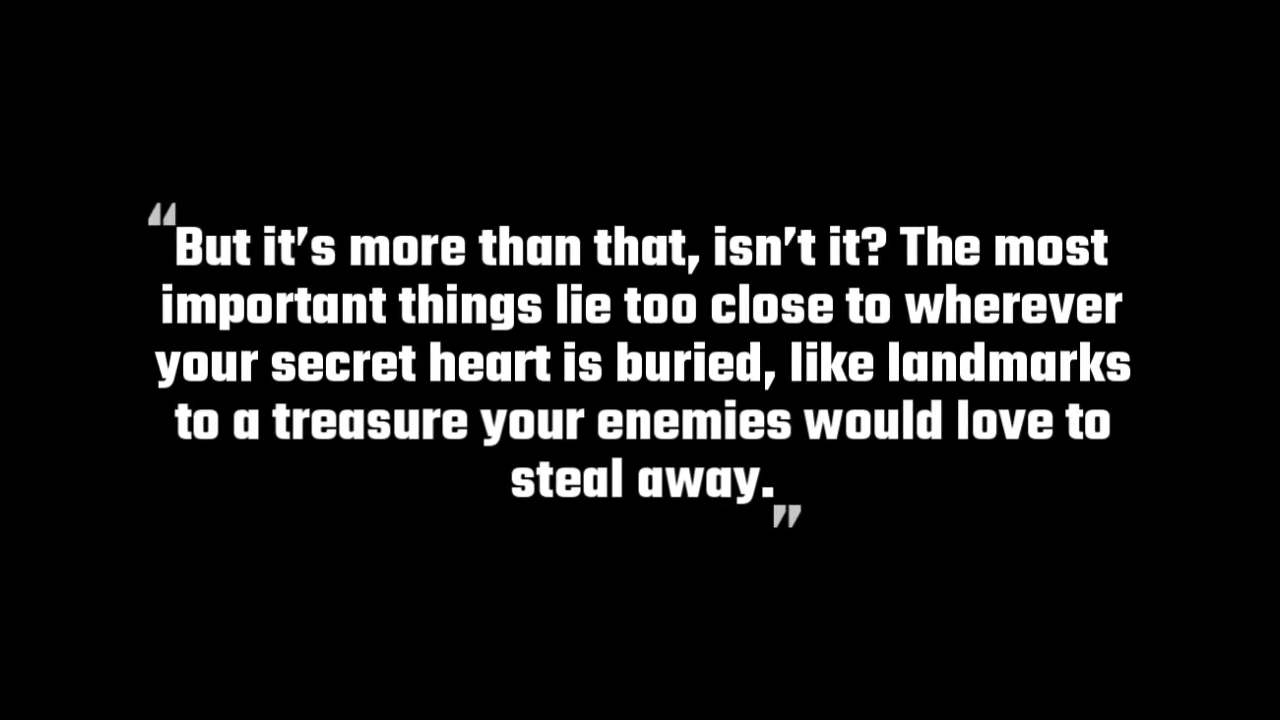 “But it’s more than that, isn’t it? The most
important things lie too close to wherever
your secret heart is buried, like landmarks
to a treasure your enemies would love to
steal away.”